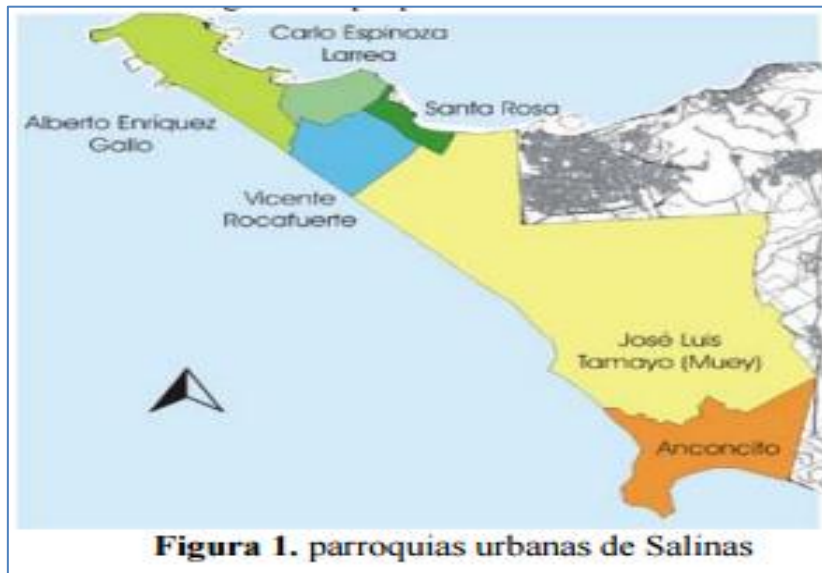 Carlo Espinoza
Larrea
Santa Rosa
Alberto Enriquez
Gallo
Vicente
Rocafuerte
José Luis
Tamayo (Muey)
Anconcito
Figura 1. parroquias urbanas de Salinas